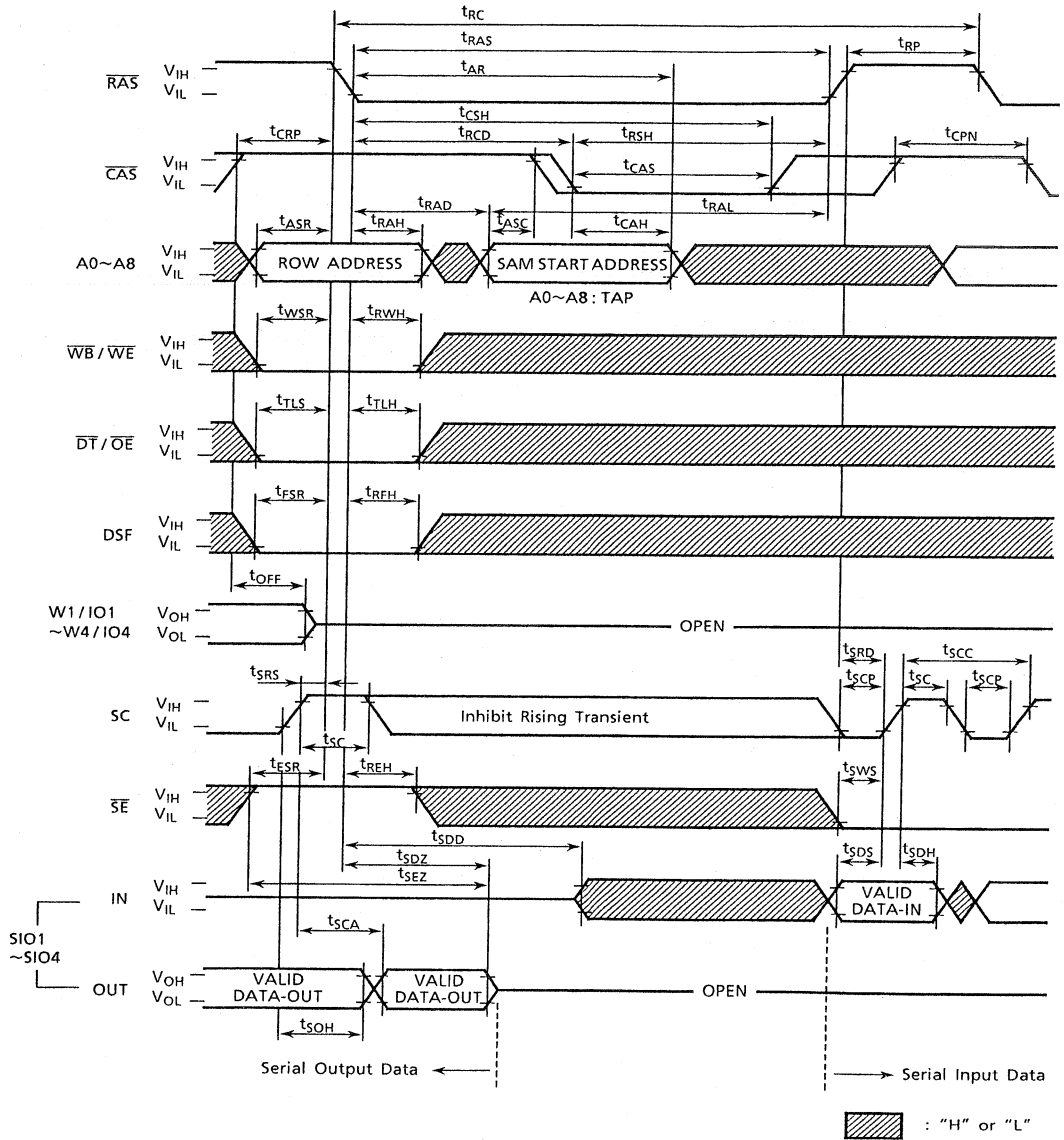 tRC
tRAS tRP
tAR
RAS VIH
VIL
tCSH
tCRP tRCD tRSH tCPN
CAS VIH
VIL
tCAS
tRAD tRAL
tASR tRAH tASC tCAH
A0~A8 VIH
VIL
ROW ADDRESS SAM START ADDRESS
A0~A8 : TAP
tWSR tRWH
WB / WE VIH
VIL
tTLS tTLH
DT / OE VIH
VIL
tFSR tRFH
DSF VIH
VIL
tOFF
W1 / IO1
~W4 / IO4
VOH
VOL
OPEN
tSRD tSCC
tSRS tSCP tSC tSCP
SC VIH
VIL
Inhibit Rising Transient
tSC
tESR tREH tSWS
SE VIH
VIL
tSDD
tSDZ tSDS tSDH
tSEZ
IN VIH
VIL
VALID
DATA-IN
SIO1
~SIO4
tSCA
OUT VOH
VOL
VALID
DATA-OUT
VALID
DATA-OUT
OPEN
tSOH
Serial Output Data
Serial Input Data
: "H" or "L"